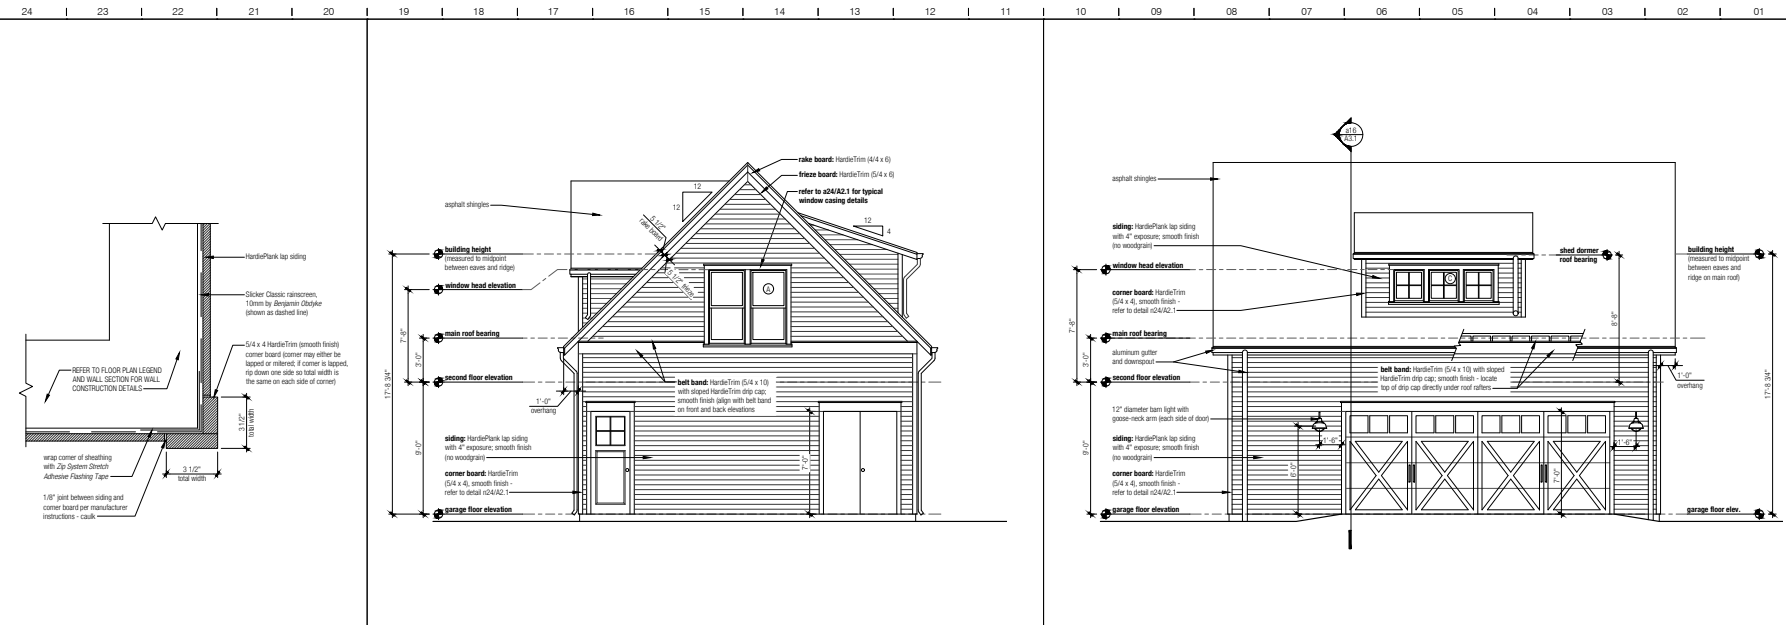 24 23 22 21 20 19 18 17 16 15 14 13 12 11 10 09 08 07 06 05 04 03 02 01
HardiePlank lap siding
Slicker Classic rainscreen,
10mm by Benjamin Obdyke
(shown as dashed line)
5/4 x 4 HardieTrim (smooth finish)
corner board (corner may either be
lapped or mitered; if corner is lapped,
rip down one side so total width is
the same on each side of corner)
REFER TO FLOOR PLAN LEGEND
AND WALL SECTION FOR WALL
CONSTRUCTION DETAILS
3 1/2"
total width
wrap corner of sheathing
with Zip System Stretch
Adhesive Flashing Tape
3 1/2"
total width
1/8" joint between siding and
corner board per manufacturer
instructions - caulk
rake board: HardieTrim (4/4 x 6)
frieze board: HardieTrim (5/4 x 6)
refer to a24/A2.1 for typical
window casing details
12
12
asphalt shingles
5 1/2"
rake board
12
4
building height
(measured to midpoint
between eaves and ridge)
5 1/2"
frieze
window head elevation
A
7'-8"
main roof bearing
3'-0"
17'-8 3/4"
second floor elevation
belt band: HardieTrim (5/4 x 10)
with sloped HardieTrim drip cap;
smooth finish (align with belt band
on front and back elevations
1'-0"
overhang
siding: HardiePlank lap siding
with 4" exposure; smooth finish
(no woodgrain)
9'-0"
7'-0"
corner board: HardieTrim
(5/4 x 4), smooth finish -
refer to detail n24/A2.1
garage floor elevation
a16
A3.1
asphalt shingles
siding: HardiePlank lap siding
with 4" exposure; smooth finish
(no woodgrain)
shed dormer
roof bearing
building height
(measured to midpoint
between eaves and
ridge on main roof)
window head elevation
C
corner board: HardieTrim
(5/4 x 4), smooth finish -
refer to detail n24/A2.1
7'-8"
8'-8"
main roof bearing
aluminum gutter
and downspout
3'-0"
belt band: HardieTrim (5/4 x 10) with sloped
HardieTrim drip cap; smooth finish - locate
top of drip cap directly under roof rafters
second floor elevation
1'-0"
overhang
17'-8 3/4"
12" diameter barn light with
goose-neck arm (each side of door)
1'-6"
1'-6"
siding: HardiePlank lap siding
with 4" exposure; smooth finish
(no woodgrain)
9'-0"
6'-0"
7'-0"
corner board: HardieTrim
(5/4 x 4), smooth finish -
refer to detail n24/A2.1
garage floor elevation
garage floor elev.